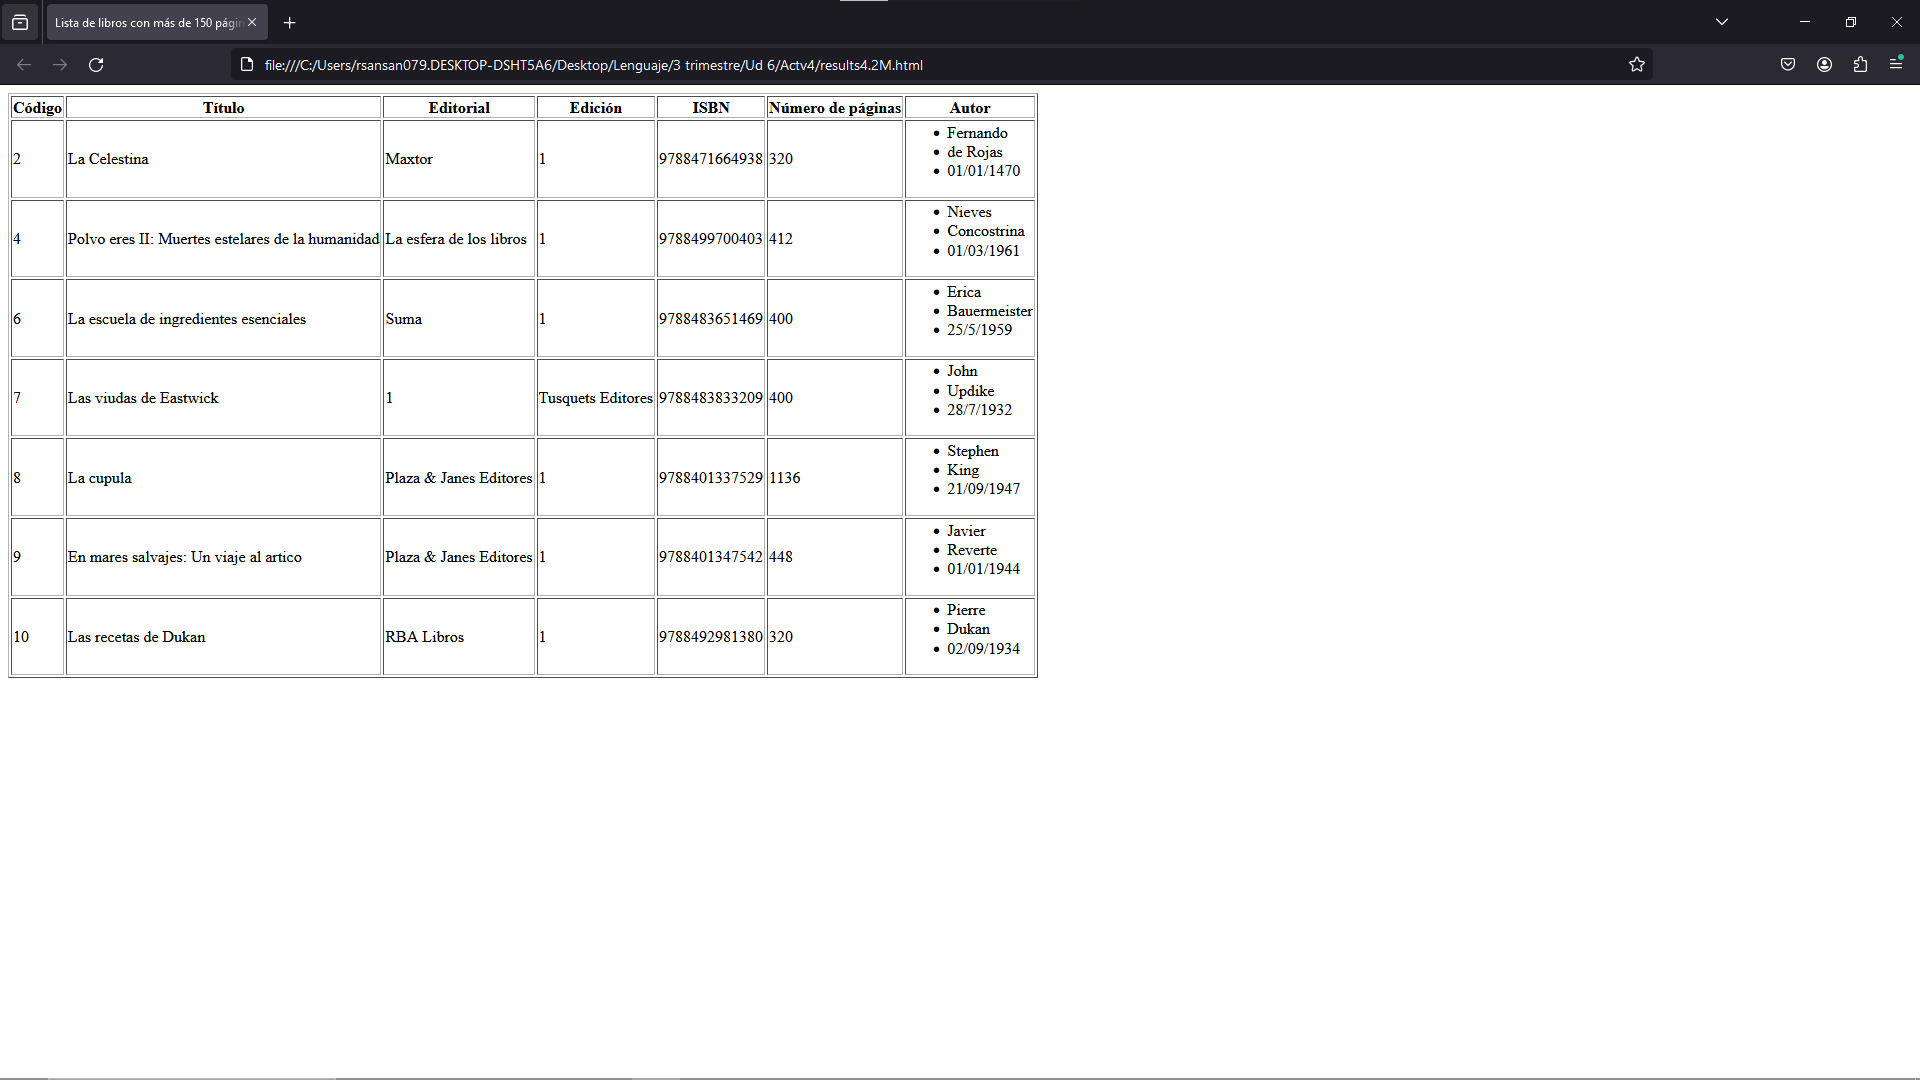 Lista de libros con más de 150 págin
file:///C:/Users/rsansan079.DESKTOP-DSHT5A6/Desktop/Lenguaje/3 trimestre/Ud 6/Actv4/results4.2M.html
Código Título Editorial Edición ISBN Número de páginas Autor
2 La Celestina Maxtor 1 9788471664938 320
Fernando
de Rojas
01/01/1470
4 Polvo eres II: Muertes estelares de la humanidad La esfera de los libros 1 9788499700403 412
Nieves
Concostrina
01/03/1961
6 La escuela de ingredientes esenciales Suma 1 9788483651469 400
Erica
Bauermeister
25/5/1959
7 Las viudas de Eastwick 1 Tusquets Editores 9788483833209 400
John
Updike
28/7/1932
8 La cupula Plaza & Janes Editores 1 9788401337529 1136
Stephen
King
21/09/1947
9 En mares salvajes: Un viaje al artico Plaza & Janes Editores 1 9788401347542 448
Javier
Reverte
01/01/1944
10 Las recetas de Dukan RBA Libros 1 9788492981380 320
Pierre
Dukan
02/09/1934